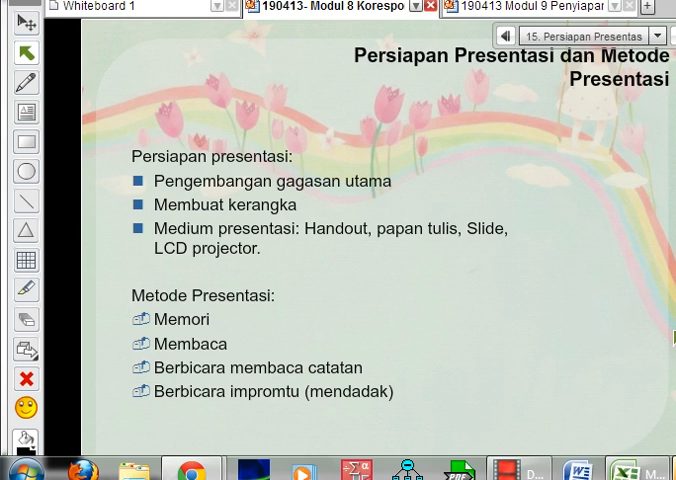 Whiteboard 1
190413- Modul 8 Korespo
190413 Modul 9 Penyiapar
15. Persiapan Presentas
Persiapan Presentasi dan Metode
Presentasi
Persiapan presentasi:
Pengembangan gagasan utama
Membuat kerangka
Medium presentasi: Handout, papan tulis, Slide,
LCD projector.
Metode Presentasi:
Memori
Membaca
Berbicara membaca catatan
Berbicara impromtu (mendadak)
D...
M...